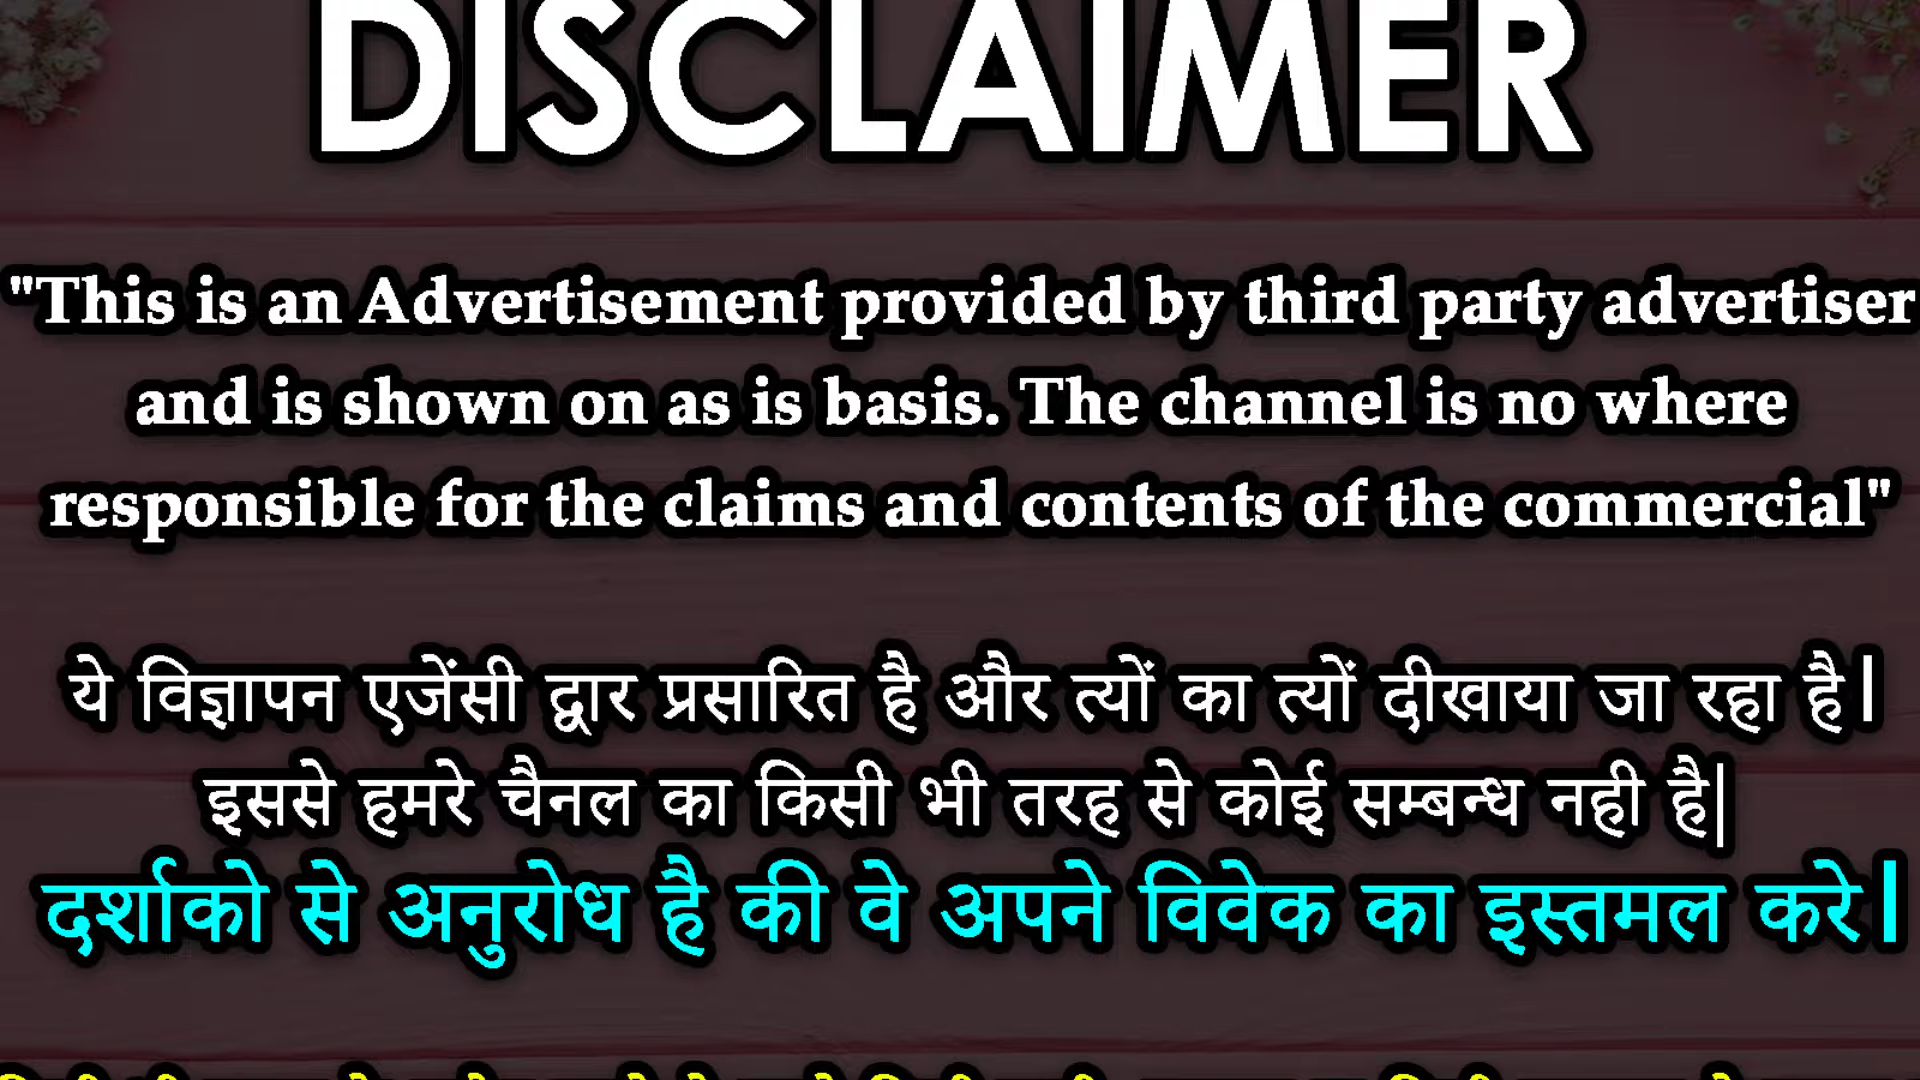 DISCLAIMER
"This is an Advertisement provided by third party advertiser
and is shown on as is basis. The channel is no where
responsible for the claims and contents of the commercial"
ये विज्ञापन एजेंसी द्वार प्रसारित है और त्यों का त्यों दीखाया जा रहा है|
इससे हमरे चैनल का किसी भी तरह से कोई सम्बन्ध नही है|
दर्शाको से अनुरोध है की वे अपने विवेक का इस्तमल करे|